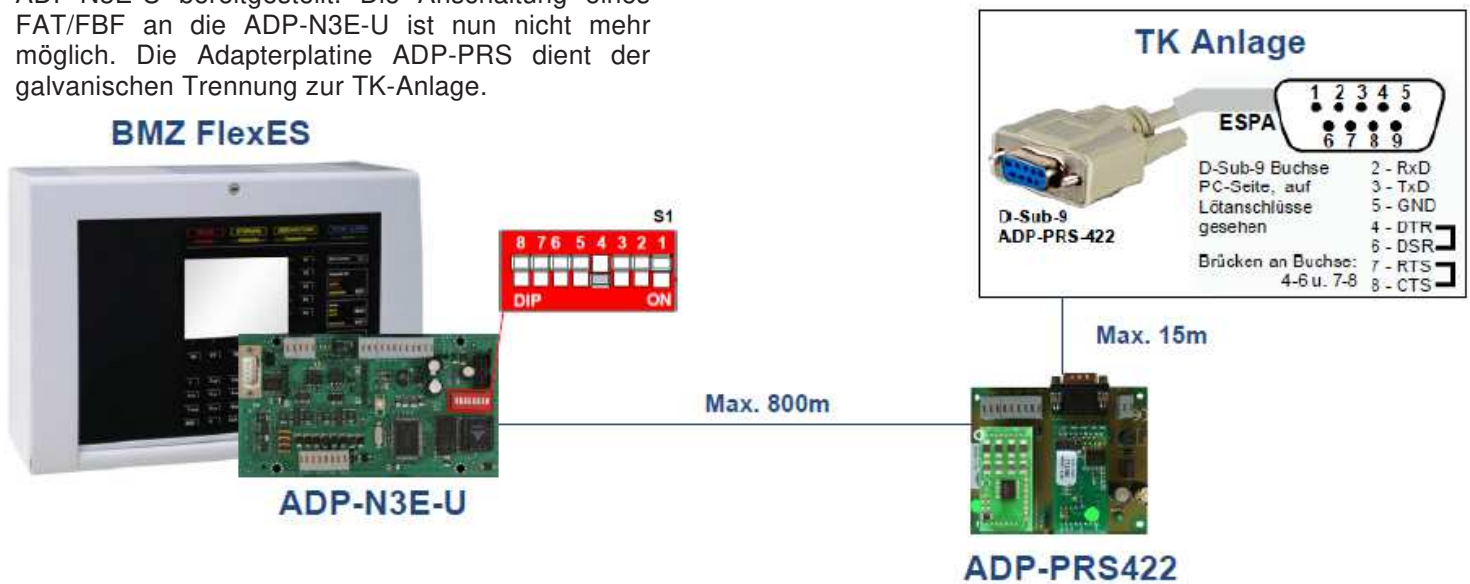 ADP-N3E-U bereitgestellt. Die Anschaltung eines
FAT/FBF an die ADP-N3E-U ist nun nicht mehr
möglich. Die Adapterplatine ADP-PRS dient der
galvanischen Trennung zur TK-Anlage.
BMZ FlexES
S1
8 7 6 5 4 3 2 1
DIP ON
ADP-N3E-U
Max. 800m
TK Anlage
1 2 3 4 5
ESPA
6 7 8 9
D-Sub-9
ADP-PRS-422
D-Sub-9 Buchse
PC-Seite, auf
Lötanschlüsse
gesehen
Brücken an Buchse:
4-6 u. 7-8
2 - RxD
3 - TxD
5 - GND
4 - DTR
6 - DSR
7 - RTS
8 - CTS
Max. 15m
ADP-PRS422